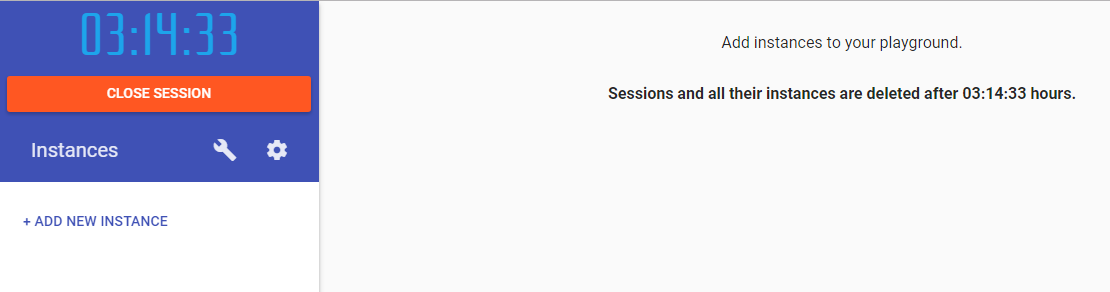 03:14:33
CLOSE SESSION
Instances
+ ADD NEW INSTANCE
Add instances to your playground.
Sessions and all their instances are deleted after 03:14:33 hours.